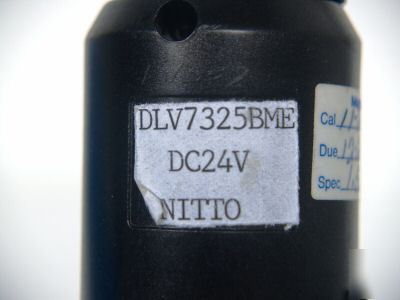 DLV7325BME
DC24V
NITTO
Cal
Due
Spec